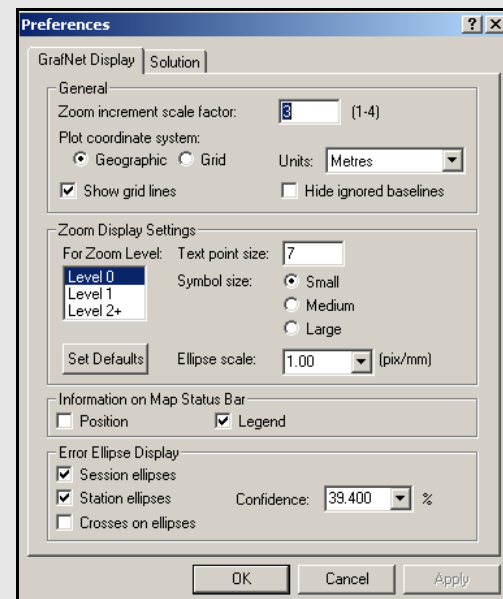 Preferences
GrafNet Display Solution
General
Zoom increment scale factor: 3 (1-4)
Plot coordinate system:
Geographic Grid Units: Metres
Show grid lines Hide ignored baselines
Zoom Display Settings
For Zoom Level: Text point size: 7
Level 0 Symbol size: Small
Level 1 Medium
Level 2+ Large
Set Defaults Ellipse scale: 1.00 (pix/mm)
Information on Map Status Bar
Position Legend
Error Ellipse Display
Session ellipses
Station ellipses Confidence: 39.400 %
Crosses on ellipses
OK Cancel Apply